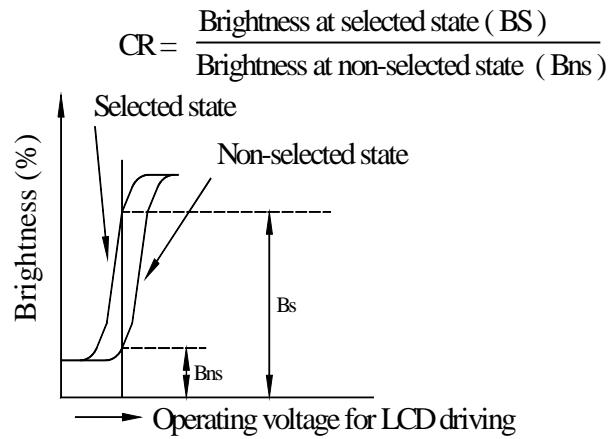 CR = Brightness at selected state ( BS)
Brightness at non-selected state ( Bns )
Selected state
Non-selected state
Brightness (%)
Bs
Bns
Operating voltage for LCD driving